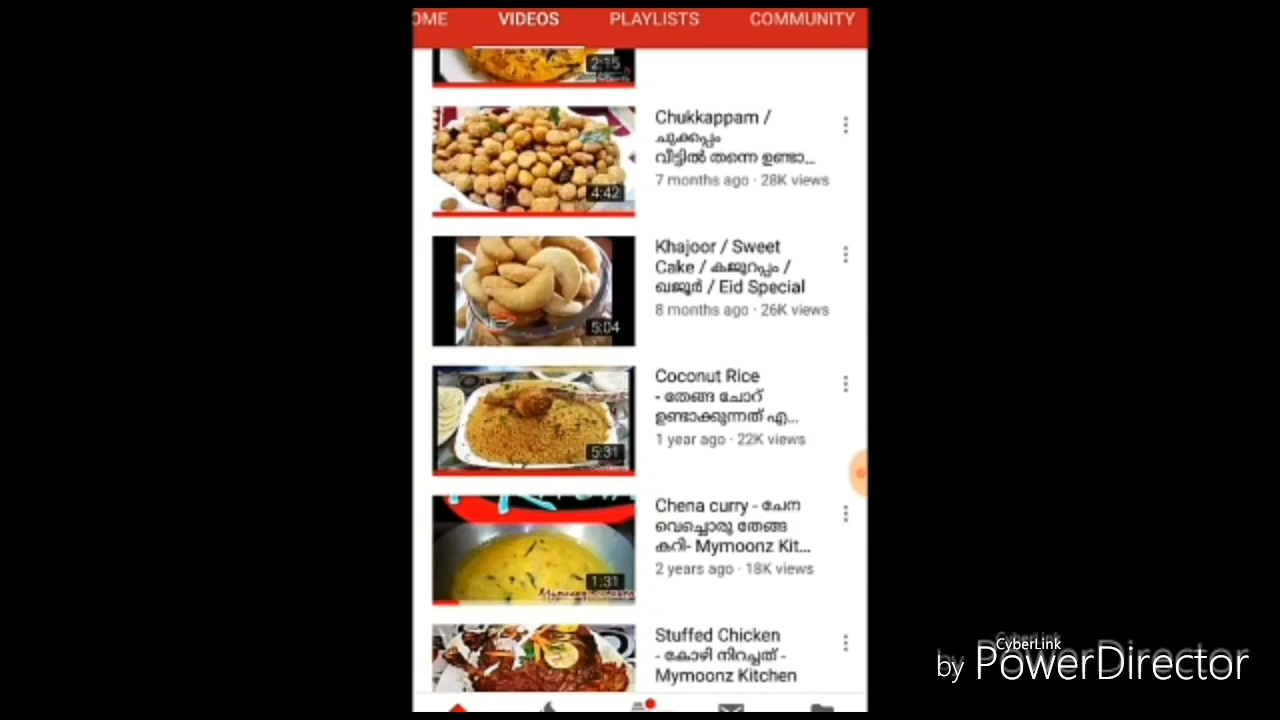 OME VIDEOS PLAYLISTS COMMUNITY
2:15
Chukkappam /
ചുക്കപ്പം
വീട്ടിൽ തന്നെ ഉണ്ടാ...
7 months ago · 28K views
4:42
Khajoor / Sweet
Cake / കജൂറപ്പം /
ഖജൂർ / Eid Special
8 months ago · 26K views
5:04
Coconut Rice
- തേങ്ങ ചോറ്
ഉണ്ടാക്കുന്നത് എ...
1 year ago · 22K views
5:31
Chena curry - ചേന
വെച്ചൊരു തേങ്ങ
കറി- Mymoonz Kit...
2 years ago · 18K views
1:31
Stuffed Chicken
- കോഴി നിറച്ചത് -
Mymoonz Kitchen
CyberLink
by PowerDirector